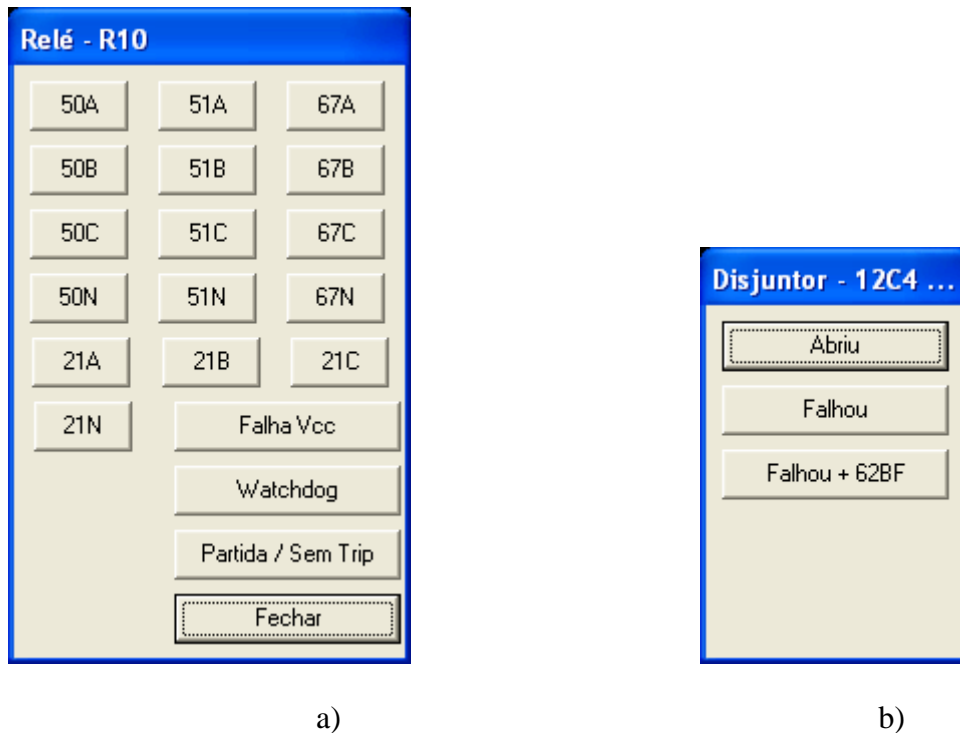 Relé - R10
50A 51A 67A
50B 51B 67B
50C 51C 67C
50N 51N 67N
21A 21B 21C
21N Falha Vcc
Watchdog
Partida / Sem Trip
Fechar
a)
Disjuntor - 12C4 ...
Abriu
Falhou
Falhou + 62BF
b)